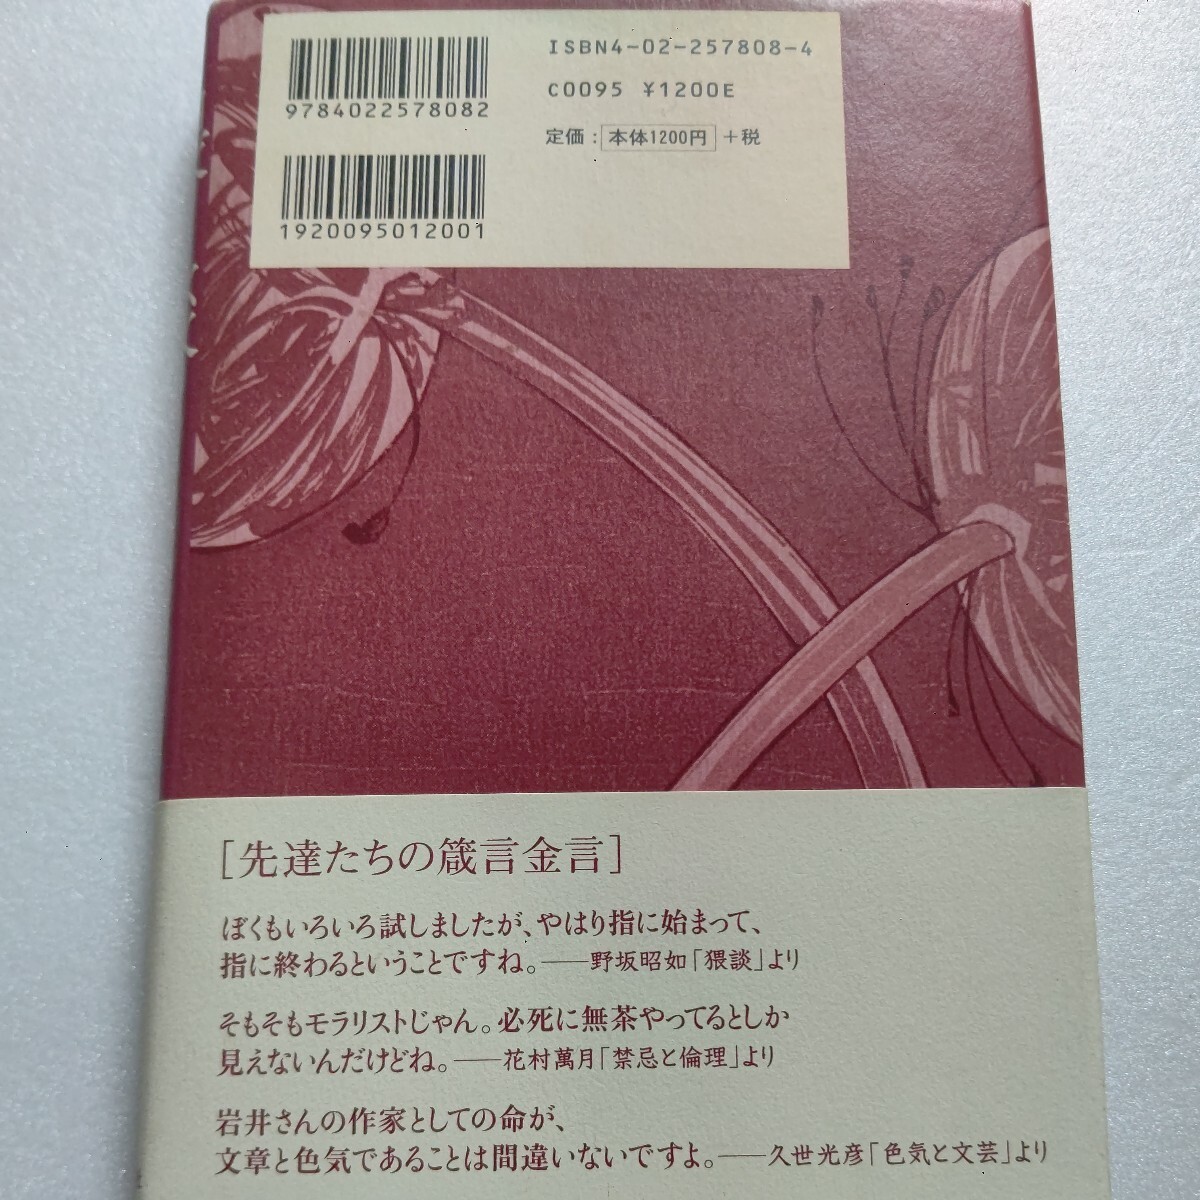 ISBN4-02-257808-4
C0095 ¥1200E
定価：本体1200円＋税
9784022578082
1920095012001
［先達たちの箴言金言］
ぼくもいろいろ試しましたが、やはり指に始まって、
指に終わるということですね。——野坂昭如「猥談」より
そもそもモラリストじゃん。必死に無茶やってるとしか
見えないんだけどね。——花村萬月「禁忌と倫理」より
岩井さんの作家としての命が、
文章と色気であることは間違いないですよ。——久世光彦「色気と文芸」より